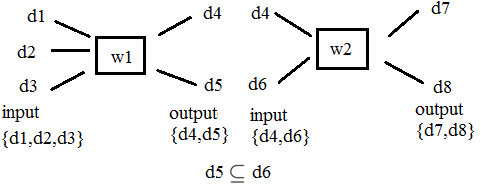 d1
d2
d3
w1
d4
d5
input
{d1,d2,d3}
output
{d4,d5}
d4
d6
w2
d7
d8
input
{d4,d6}
output
{d7,d8}
d5 ⊆ d6